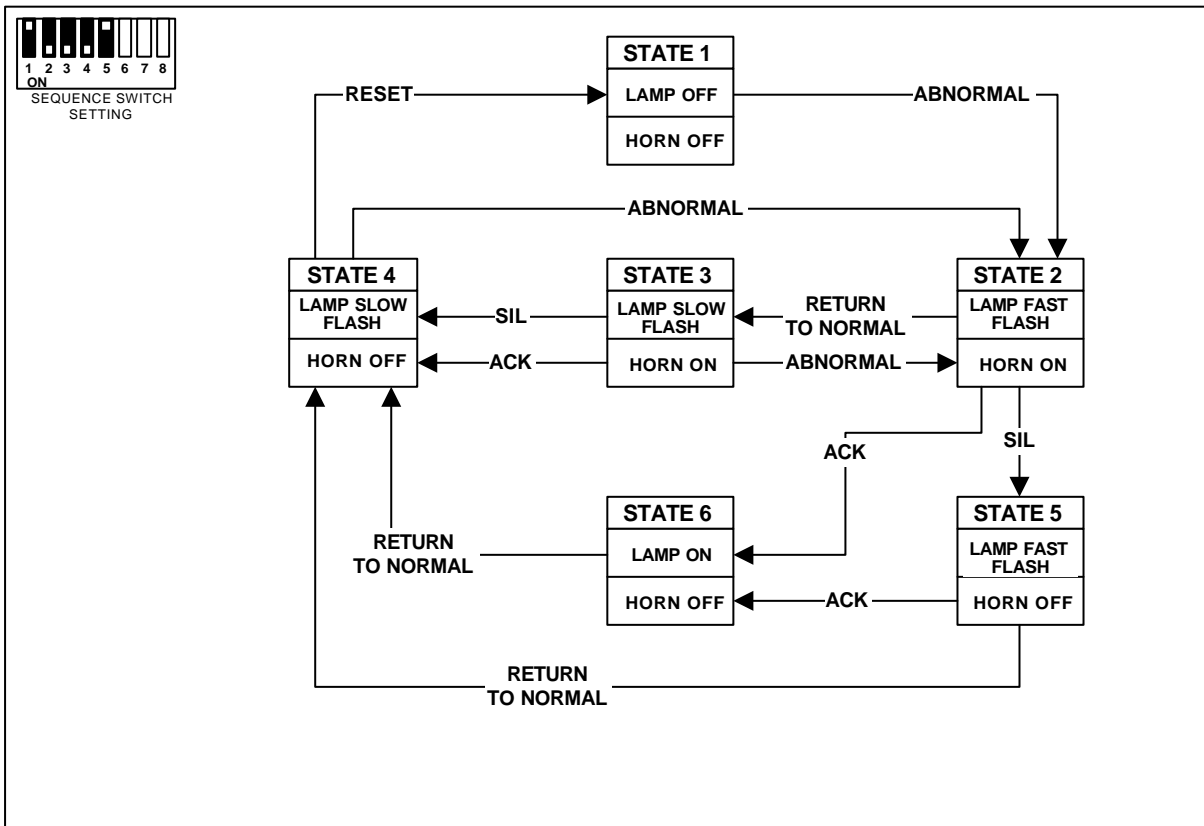 1 2 3 4 5 6 7 8
ON
SEQUENCE SWITCH
SETTING
STATE 1
LAMP OFF
HORN OFF
RESET
ABNORMAL
ABNORMAL
STATE 4
LAMP SLOW
FLASH
HORN OFF
SIL
ACK
STATE 3
LAMP SLOW
FLASH
HORN ON
RETURN
TO NORMAL
ABNORMAL
STATE 2
LAMP FAST
FLASH
HORN ON
ACK
SIL
RETURN
TO NORMAL
STATE 6
LAMP ON
HORN OFF
ACK
STATE 5
LAMP FAST
FLASH
HORN OFF
RETURN
TO NORMAL